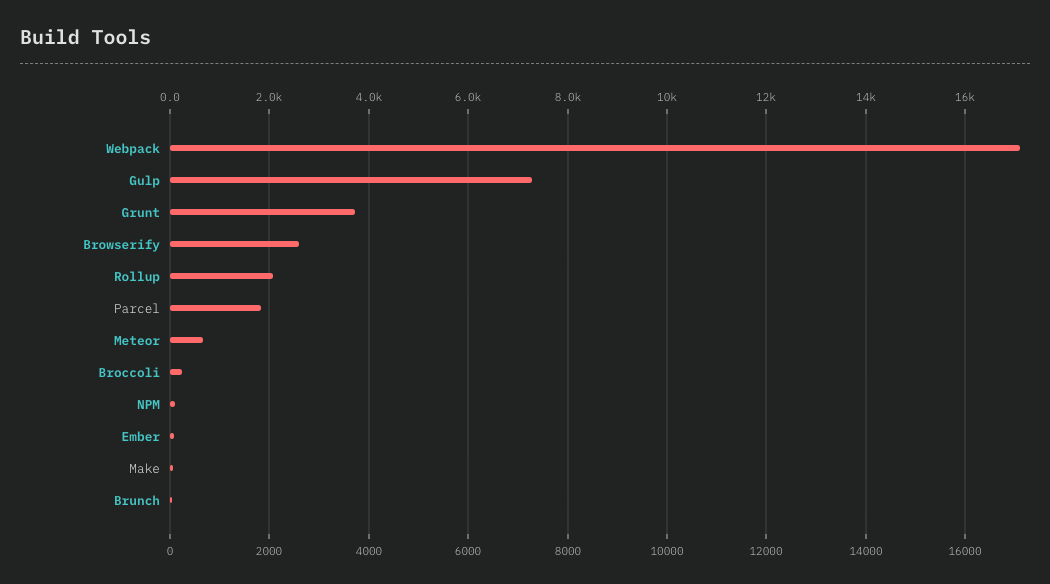 Build Tools
0.0 2.0k 4.0k 6.0k 8.0k 10k 12k 14k 16k
Webpack
Gulp
Grunt
Browserify
Rollup
Parcel
Meteor
Broccoli
NPM
Ember
Make
Brunch
0 2000 4000 6000 8000 10000 12000 14000 16000